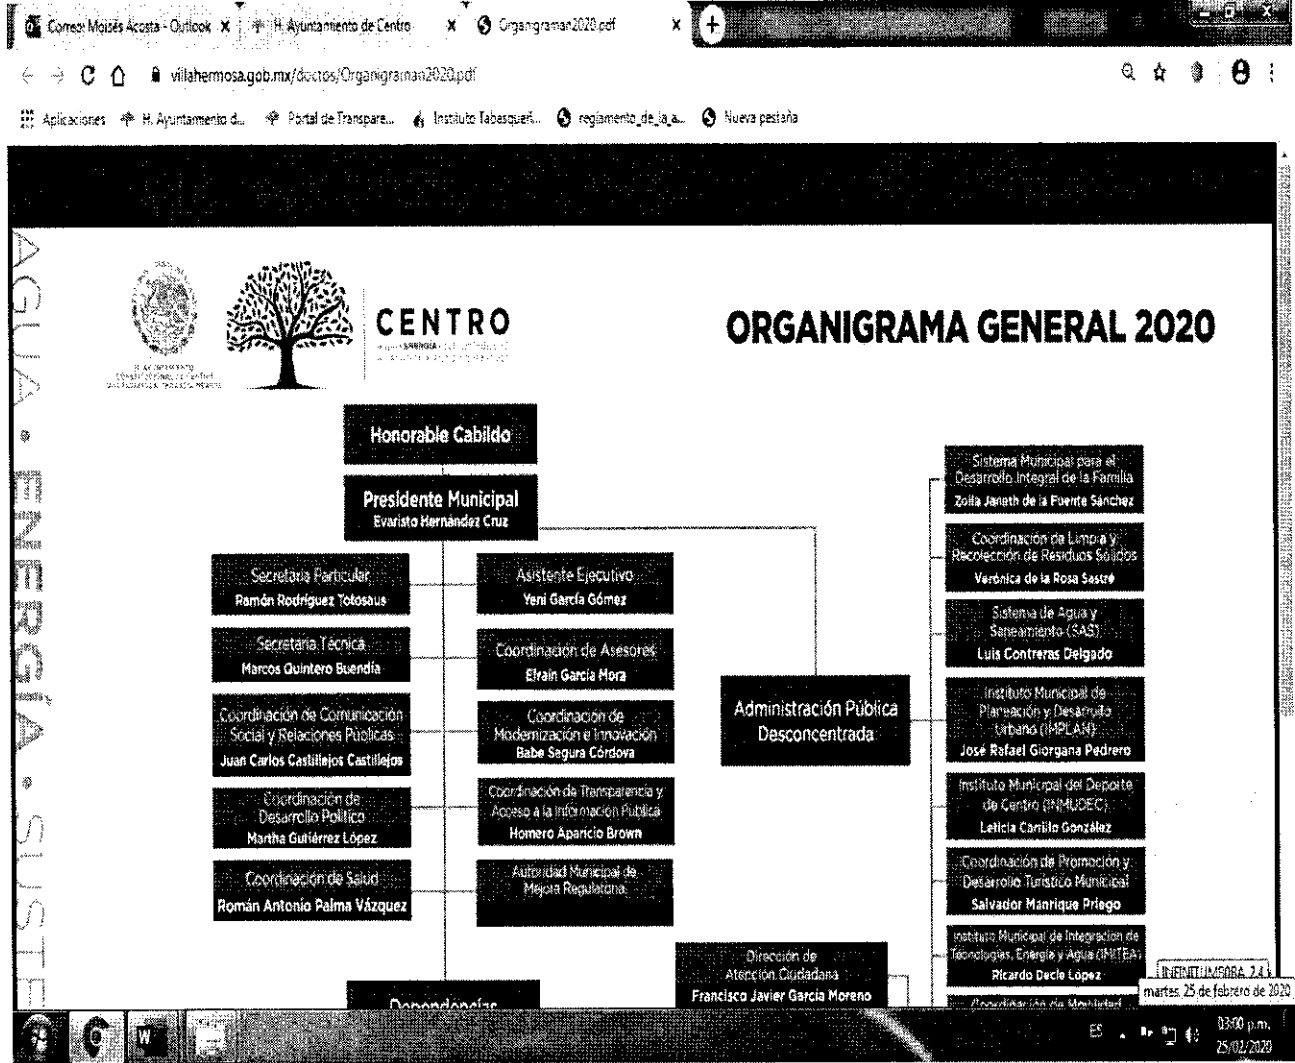 Correo: Moisés Acosta - Outlook
H. Ayuntamiento de Centro
Organigraman2020.pdf
villahermosa.gob.mx/doctos/Organigraman2020.pdf
Aplicaciones
H. Ayuntamiento d...
Portal de Transpare...
Instituto Tabasqueñ...
reglamento_de_la_a...
Nueva pestaña
AGUA • ENERGÍA • SUSTE
CENTRO
ORGANIGRAMA GENERAL 2020
Honorable Cabildo
Presidente Municipal
Evaristo Hernández Cruz
Secretaría Particular
Ramón Rodríguez Totosaus
Asistente Ejecutivo
Yeni García Gómez
Secretaría Técnica
Marcos Quintero Buendía
Coordinación de Asesores
Efraín García Mora
Coordinación de Comunicación
Social y Relaciones Públicas
Juan Carlos Castillejos Castillejos
Coordinación de
Modernización e Innovación
Babe Segura Córdova
Coordinación de
Desarrollo Político
Martha Gutiérrez López
Coordinación de Transparencia y
Acceso a la Información Pública
Homero Aparicio Brown
Coordinación de Salud
Román Antonio Palma Vázquez
Autoridad Municipal de
Mejora Regulatoria
Dependencias
Administración Pública
Desconcentrada
Sistema Municipal para el
Desarrollo Integral de la Familia
Zoila Janeth de la Fuente Sánchez
Coordinación de Limpia y
Recolección de Residuos Sólidos
Verónica de la Rosa Sastré
Sistema de Agua y
Saneamiento (SAS)
Luis Contreras Delgado
Instituto Municipal de
Planeación y Desarrollo
Urbano (IMPLAN)
José Rafael Giorgana Pedrero
Instituto Municipal del Deporte
de Centro (INMUDEC)
Leticia Carrillo González
Coordinación de Promoción y
Desarrollo Turístico Municipal
Salvador Manrique Priego
Instituto Municipal de Integración de
Tecnologías, Energía y Agua (IMITEA)
Ricardo Decle López
Coordinación de Movilidad
Dirección de
Atención Ciudadana
Francisco Javier García Moreno
martes, 25 de febrero de 2020
ES
03:00 p.m.
25/02/2020